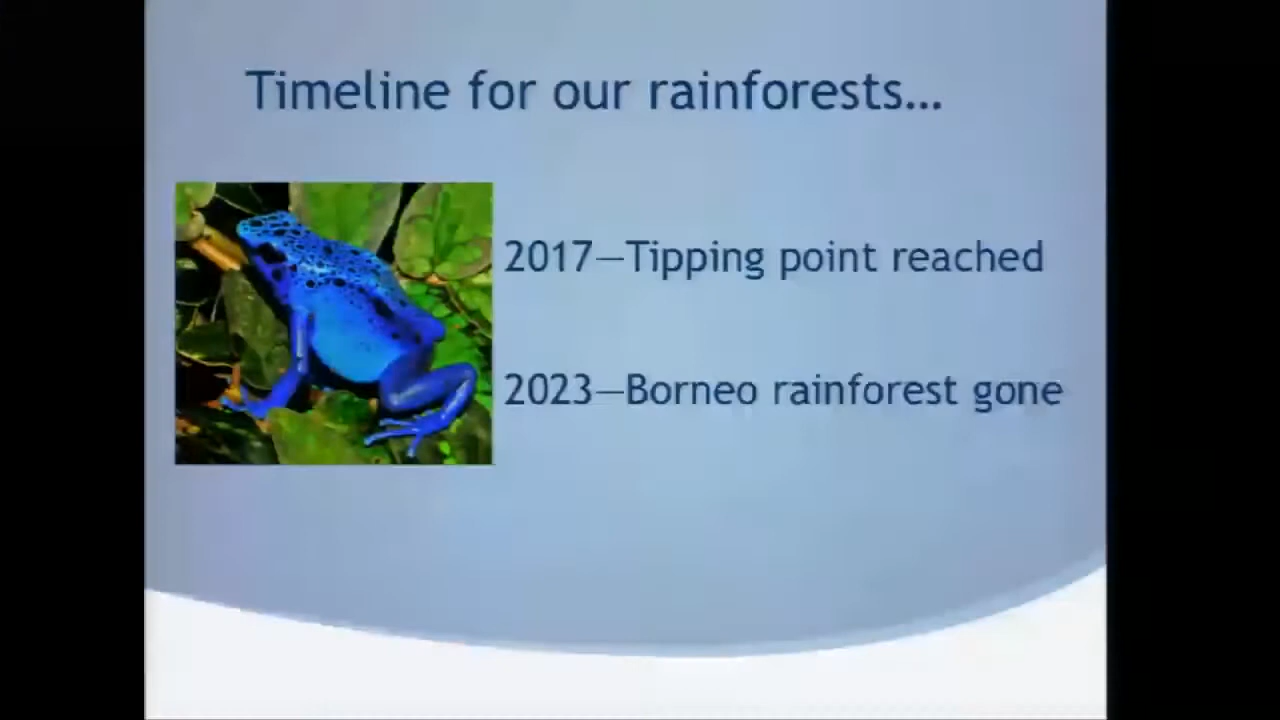 Timeline for our rainforests…
2017—Tipping point reached
2023—Borneo rainforest gone